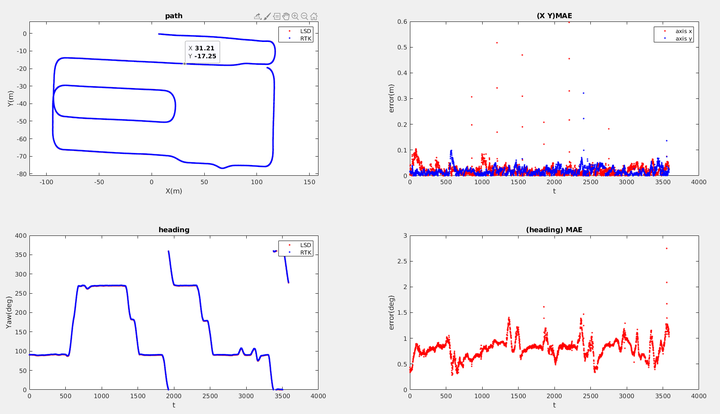 path
LSD
RTK
X 31.21
Y -17.25
0
-10
-20
-30
-40
-50
-60
-70
-80
Y(m)
-100 -50 0 50 100 150
X(m)
(X Y)MAE
axis x
axis y
0.6
0.5
0.4
0.3
0.2
0.1
0
error(m)
0 500 1000 1500 2000 2500 3000 3500 4000
t
heading
LSD
RTK
400
350
300
250
200
150
100
50
0
Yaw(deg)
0 500 1000 1500 2000 2500 3000 3500 4000
t
(heading) MAE
3
2.5
2
1.5
1
0.5
0
error(deg)
0 500 1000 1500 2000 2500 3000 3500 4000
t